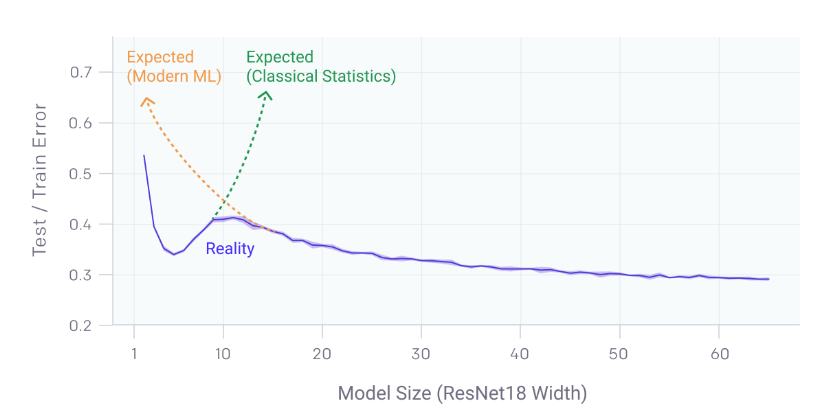 Expected
(Modern ML)
Expected
(Classical Statistics)
Test / Train Error
0.7
0.6
0.5
0.4
0.3
0.2
Reality
1
10
20
30
40
50
60
Model Size (ResNet18 Width)